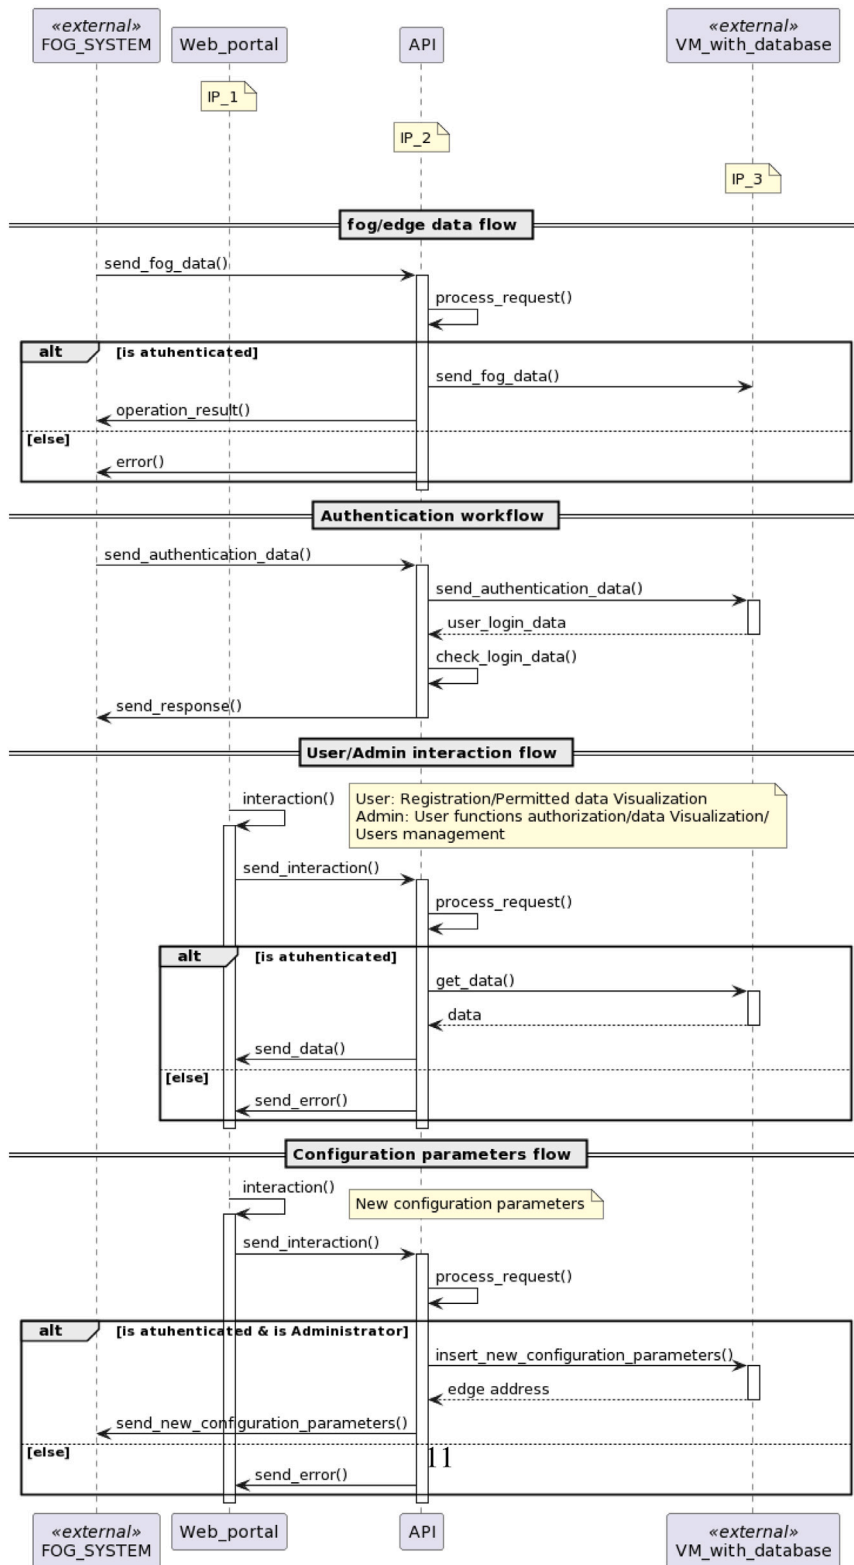 «external»
FOG_SYSTEM
Web_portal
API
«external»
VM_with_database
IP_1
IP_2
IP_3
fog/edge data flow
send_fog_data()
process_request()
alt
[is atuhenticated]
send_fog_data()
operation_result()
[else]
error()
Authentication workflow
send_authentication_data()
send_authentication_data()
user_login_data
check_login_data()
send_response()
User/Admin interaction flow
interaction()
User: Registration/Permitted data Visualization
Admin: User functions authorization/data Visualization/
Users management
send_interaction()
process_request()
alt
[is atuhenticated]
get_data()
data
send_data()
[else]
send_error()
Configuration parameters flow
interaction()
New configuration parameters
send_interaction()
process_request()
alt
[is atuhenticated & is Administrator]
insert_new_configuration_parameters()
edge address
send_new_configuration_parameters()
[else]
11
send_error()
«external»
FOG_SYSTEM
Web_portal
API
«external»
VM_with_database